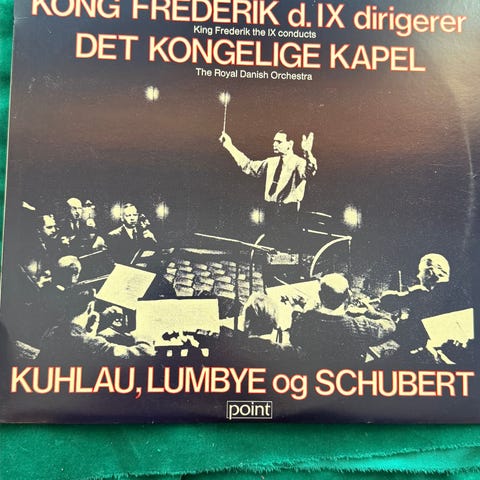 KONG FREDERIK d. IX dirigerer
King Frederik the IX conducts
DET KONGELIGE KAPEL
The Royal Danish Orchestra
KUHLAU, LUMBYE og SCHUBERT
point